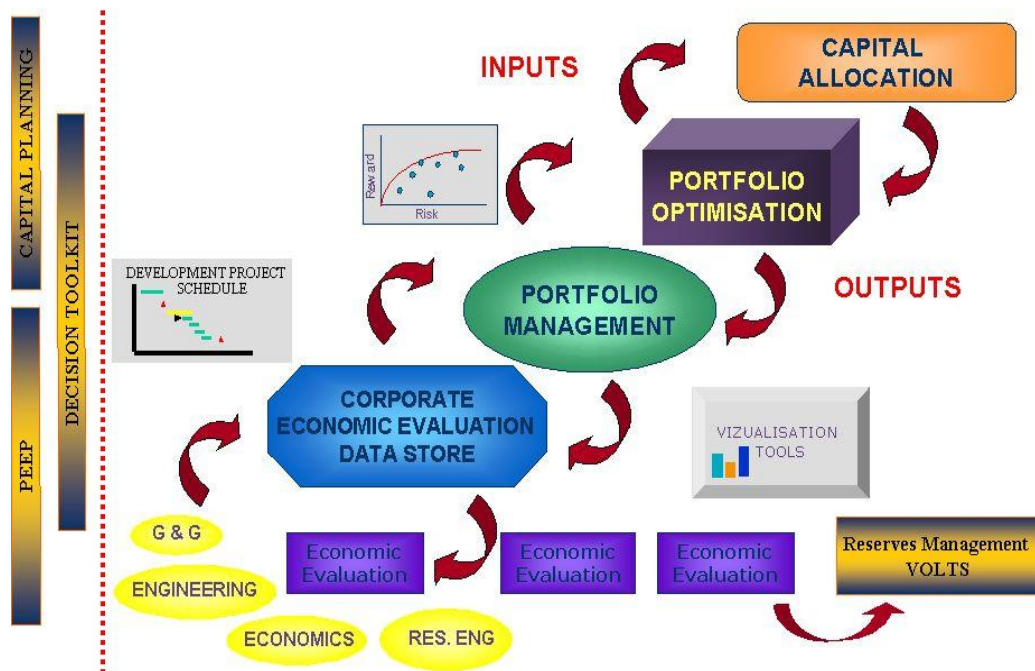 CAPITAL PLANNING
DECISION TOOLKIT
PEEP
INPUTS
CAPITAL
ALLOCATION
Reward
Risk
PORTFOLIO
OPTIMISATION
DEVELOPMENT PROJECT
SCHEDULE
PORTFOLIO
MANAGEMENT
OUTPUTS
CORPORATE
ECONOMIC EVALUATION
DATA STORE
VIZUALISATION
TOOLS
G & G
ENGINEERING
ECONOMICS
RES. ENG
Economic
Evaluation
Economic
Evaluation
Economic
Evaluation
Reserves Management
VOLTS